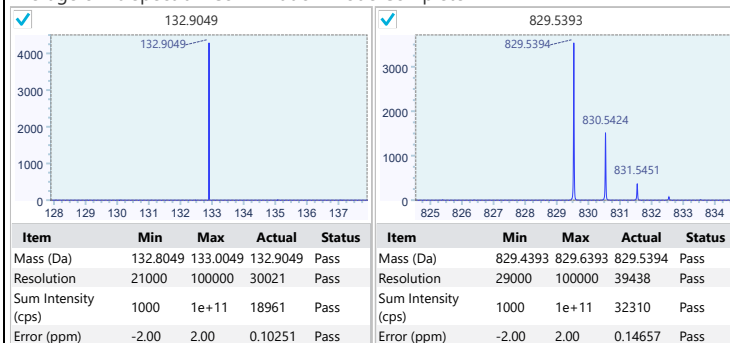 132.9049
132.9049
4000
3000
2000
1000
0
128 129 130 131 132 133 134 135 136 137
Item Min Max Actual Status
Mass (Da) 132.8049 133.0049 132.9049 Pass
Resolution 21000 100000 30021 Pass
Sum Intensity
(cps) 1000 1e+11 18961 Pass
Error (ppm) -2.00 2.00 0.10251 Pass
829.5393
829.5394
3000
830.5424
2000
831.5451
1000
0
825 826 827 828 829 830 831 832 833 834
Item Min Max Actual Status
Mass (Da) 829.4393 829.6393 829.5394 Pass
Resolution 29000 100000 39438 Pass
Sum Intensity
(cps) 1000 1e+11 32310 Pass
Error (ppm) -2.00 2.00 0.14657 Pass